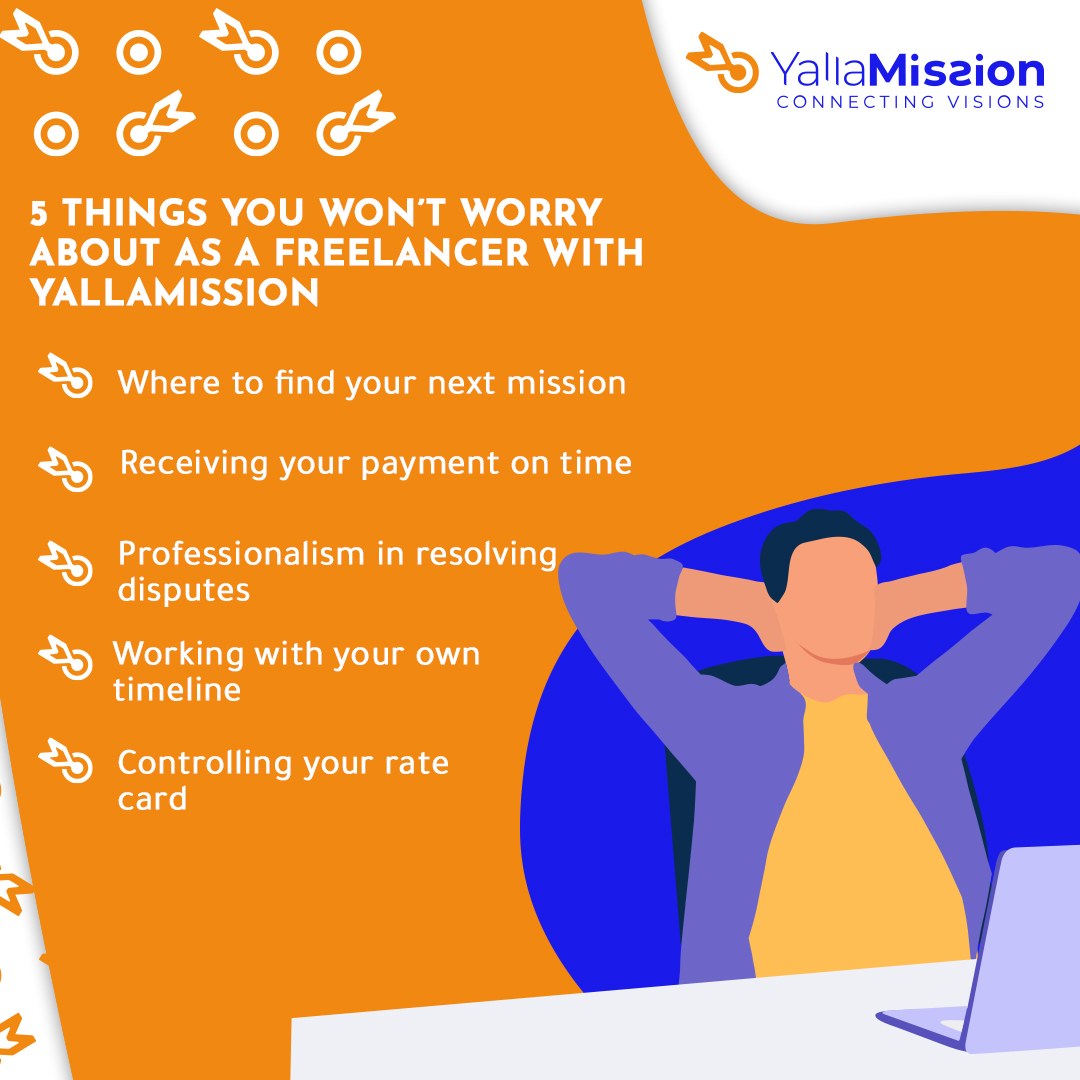 YallaMission
CONNECTING VISIONS
5 THINGS YOU WON'T WORRY
ABOUT AS A FREELANCER WITH
YALLAMISSION
Where to find your next mission
Receiving your payment on time
Professionalism in resolving
disputes
Working with your own
timeline
Controlling your rate
card